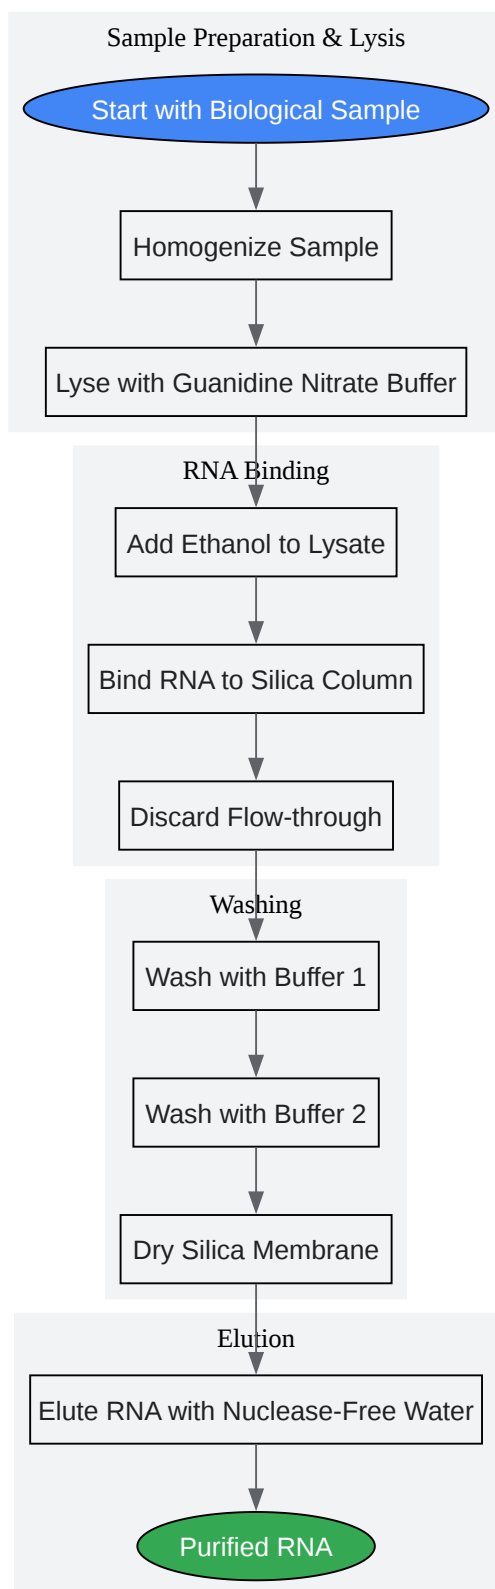 Sample Preparation & Lysis
Start with Biological Sample
Homogenize Sample
Lyse with Guanidine Nitrate Buffer
RNA Binding
Add Ethanol to Lysate
Bind RNA to Silica Column
Discard Flow-through
Washing
Wash with Buffer 1
Wash with Buffer 2
Dry Silica Membrane
Elution
Elute RNA with Nuclease-Free Water
Purified RNA